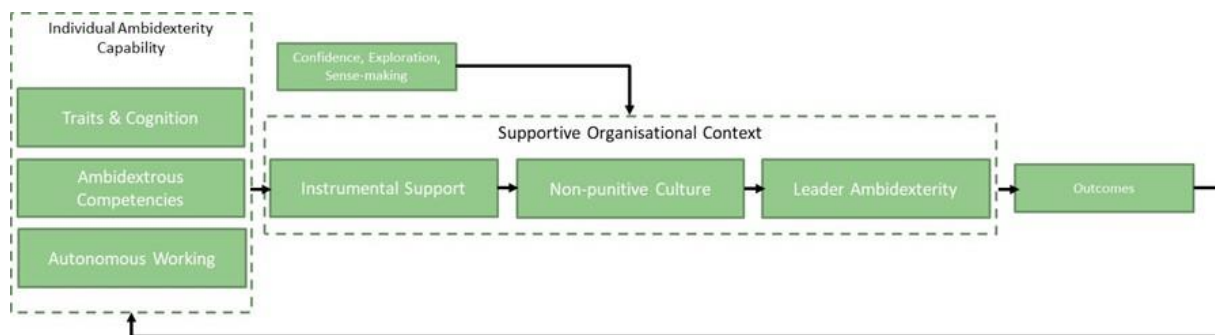 Individual Ambidexterity
Capability
Traits & Cognition
Ambidextrous
Competencies
Autonomous Working
Confidence, Exploration,
Sense-making
Supportive Organisational Context
Instrumental Support
Non-punitive Culture
Leader Ambidexterity
Outcomes